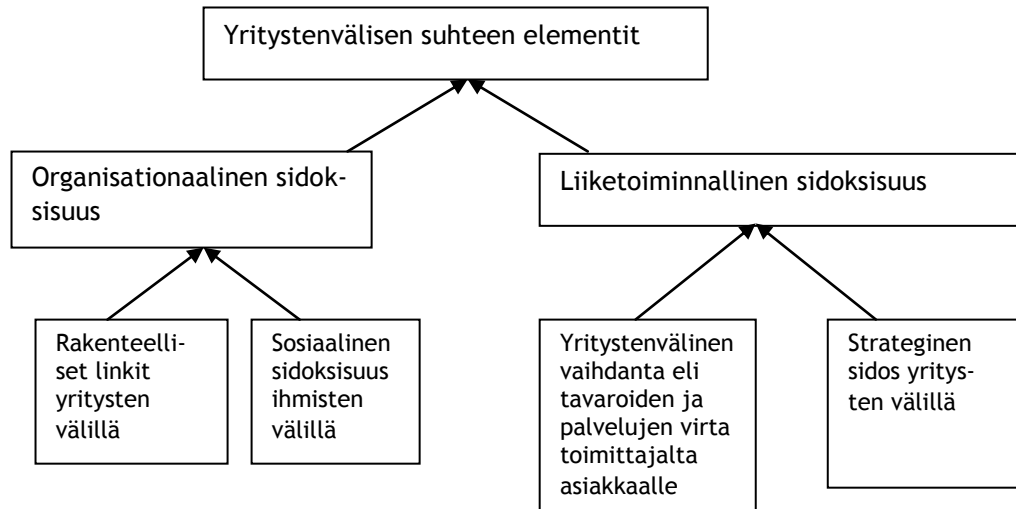 Yritystenvälisen suhteen elementit
Organisationaalinen sidok-
sisuus
Liiketoiminnallinen sidoksisuus
Rakenteelli-
set linkit
yritysten
välillä
Sosiaalinen
sidoksisuus
ihmisten
välillä
Yritystenvälinen
vaihdanta eli
tavaroiden ja
palvelujen virta
toimittajalta
asiakkaalle
Strateginen
sidos yritys-
ten välillä